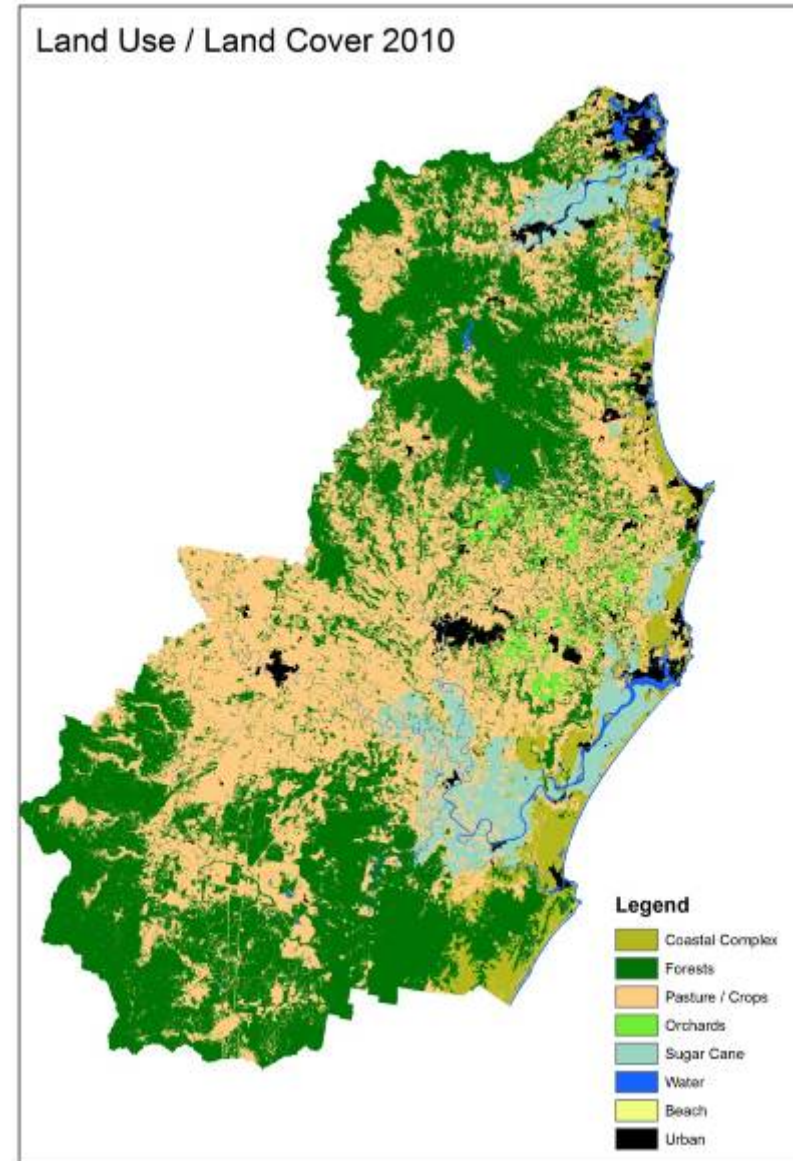 Land Use / Land Cover 2010
Legend
Coastal Complex
Forests
Pasture / Crops
Orchards
Sugar Cane
Water
Beach
Urban